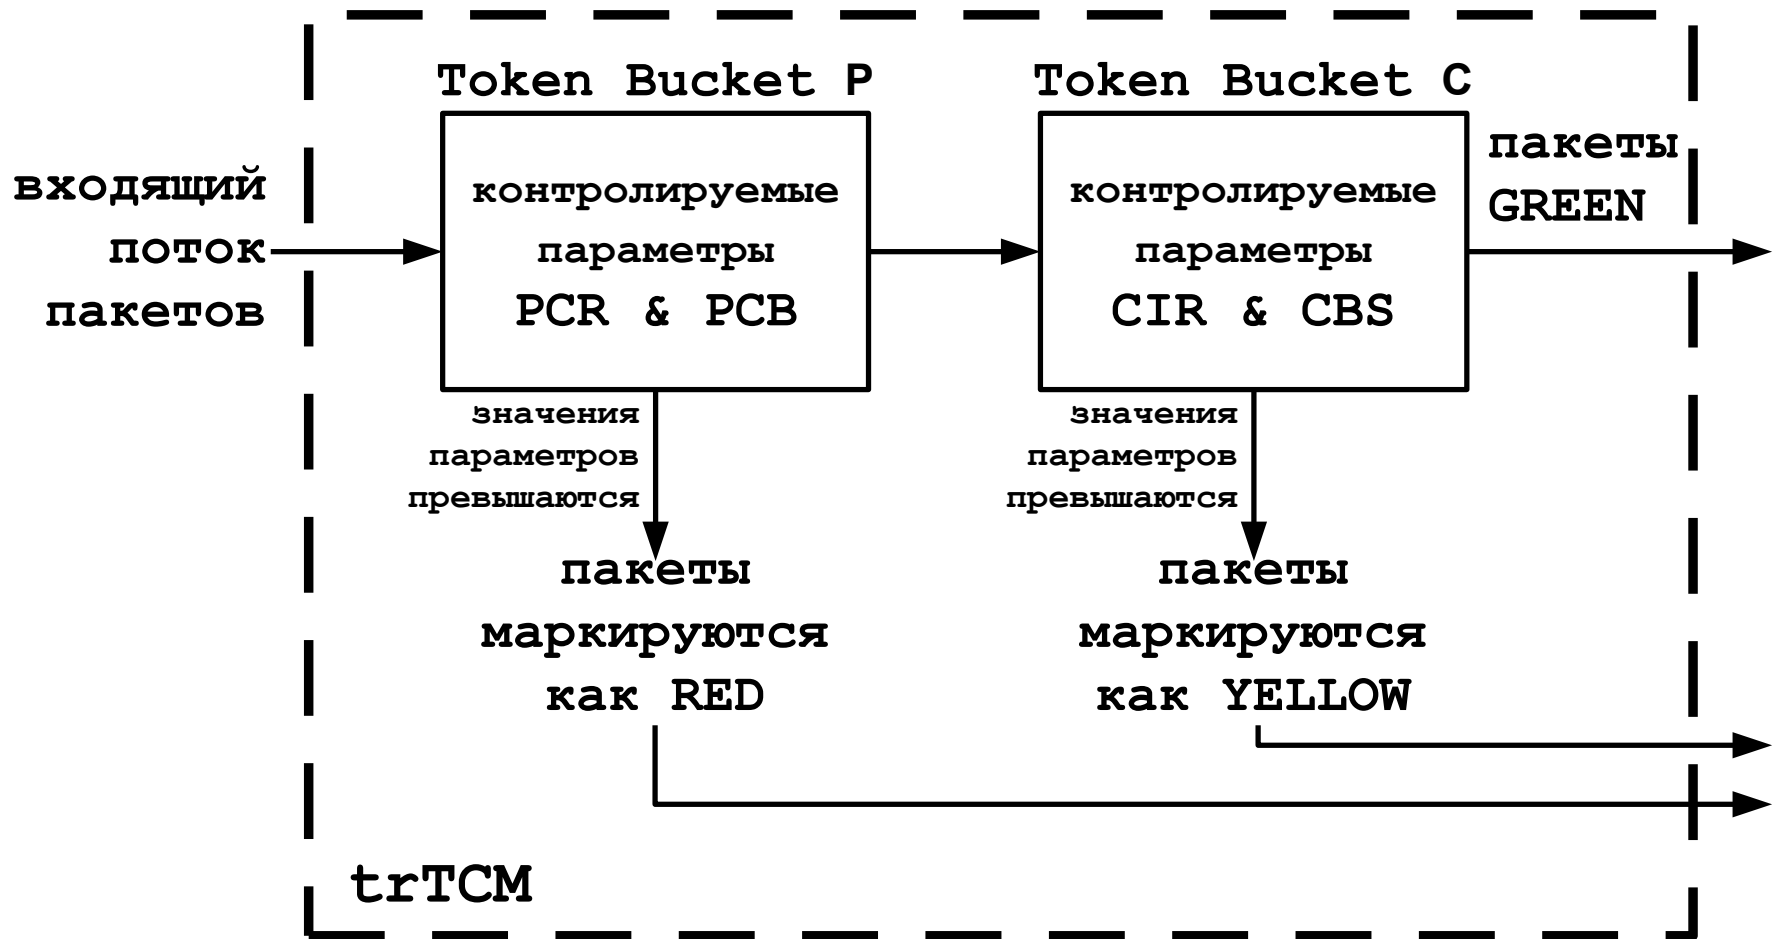 Token Bucket P
Token Bucket C
входящий
поток
пакетов
контролируемые
параметры
PCR & PCB
контролируемые
параметры
CIR & CBS
пакеты
GREEN
значения
параметров
превышаются
значения
параметров
превышаются
пакеты
маркируются
как RED
пакеты
маркируются
как YELLOW
trTCM